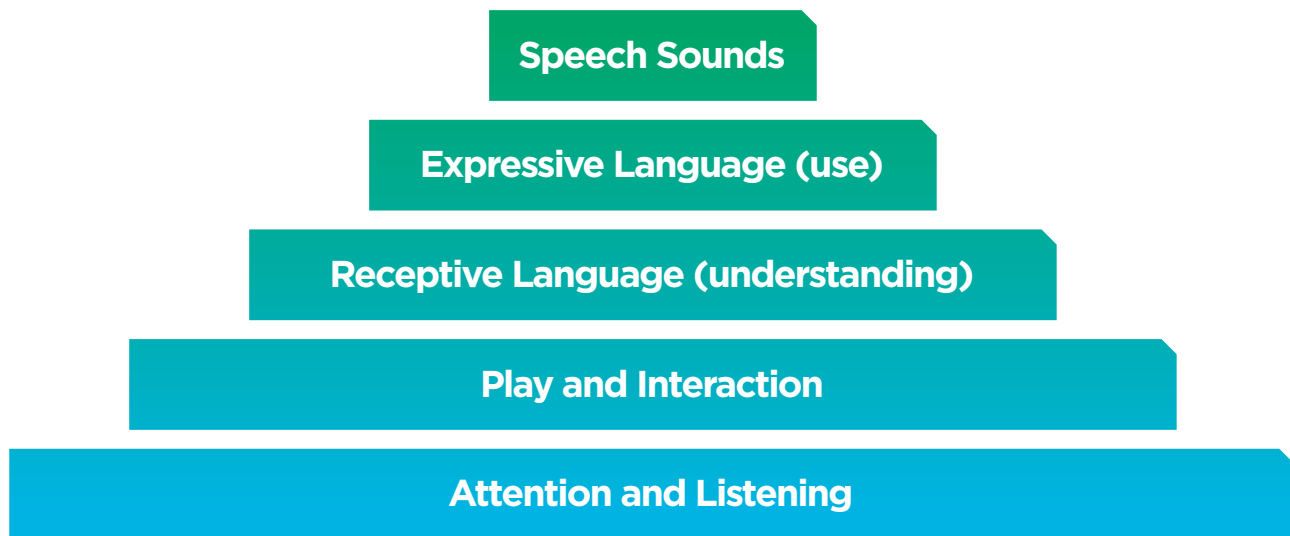 Speech Sounds
Expressive Language (use)
Receptive Language (understanding)
Play and Interaction
Attention and Listening